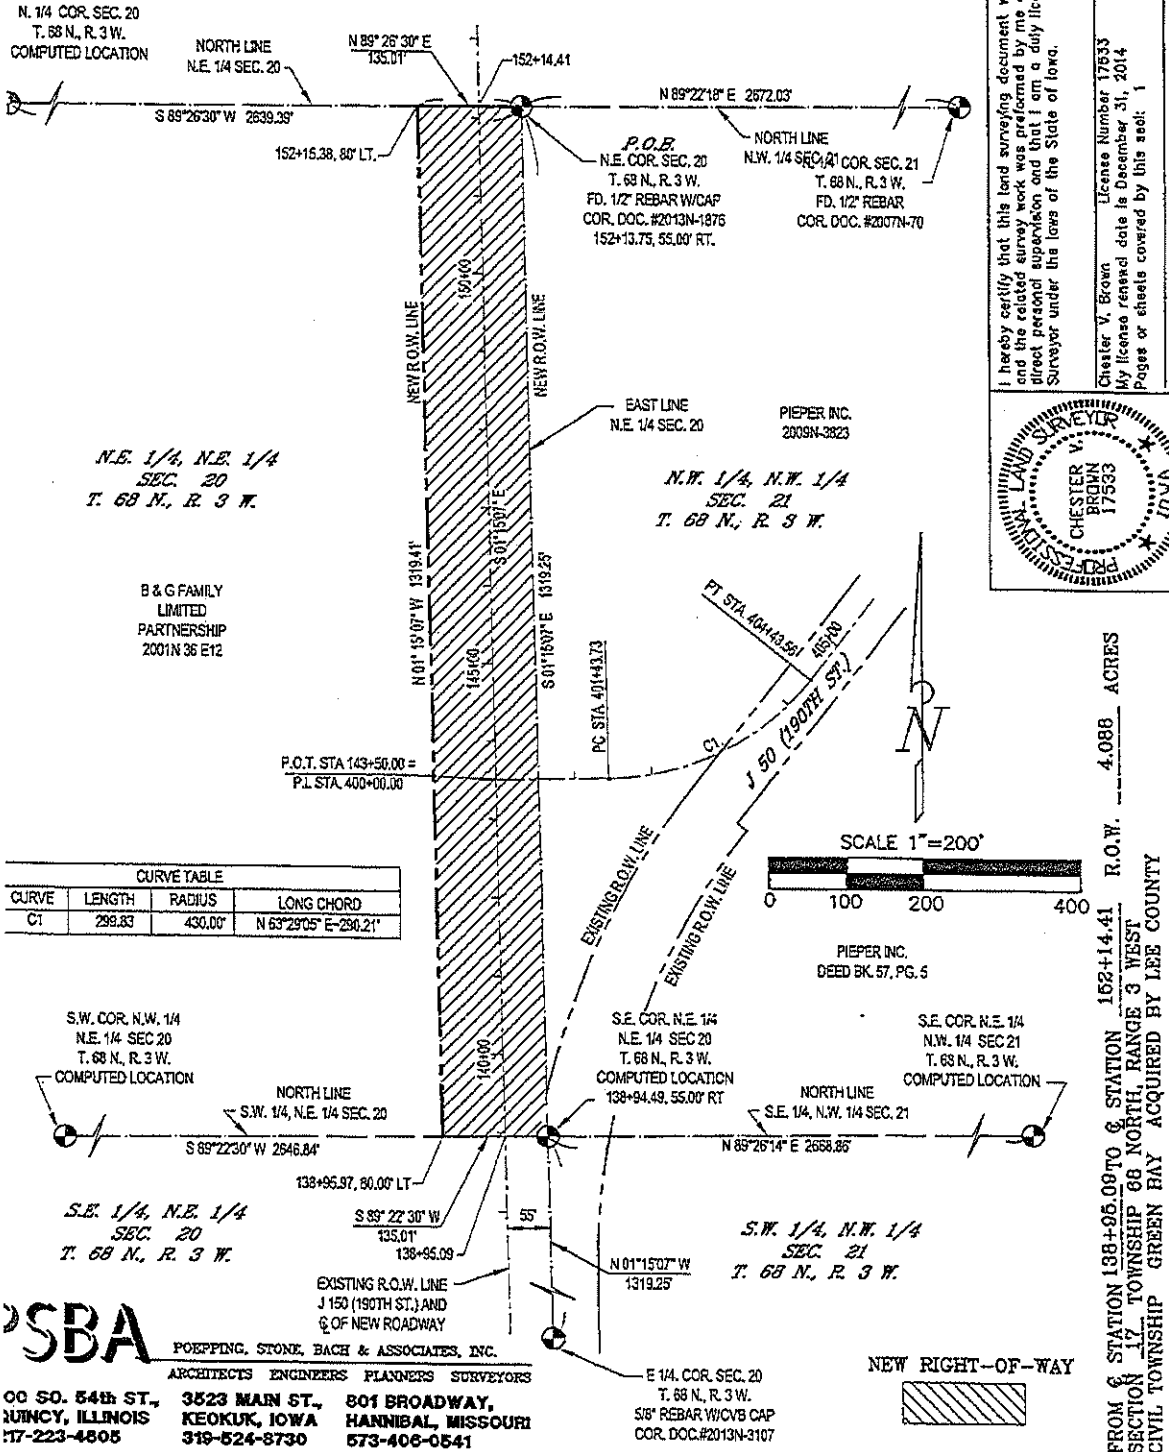 N. 1/4 COR. SEC. 20
T. 68 N., R. 3 W.
COMPUTED LOCATION
NORTH LINE
N.E. 1/4 SEC. 20
N 89° 26' 30" E
135.01'
152+14.41
S 89°26'30" W 2639.39'
N 89°22'18" E 2672.03'
152+15.38, 80' LT.
P.O.B.
N.E. COR. SEC. 20
T. 68 N., R. 3 W.
FD. 1/2" REBAR W/CAP
COR. DOC. #2013N-1876
152+13.75, 55.00' RT.
NORTH LINE
N.W. 1/4 SEC. 21
COR. SEC. 21
T. 68 N., R. 3 W.
FD. 1/2" REBAR
COR. DOC. #2007N-70
150+00
NEW R.O.W. LINE
NEW R.O.W. LINE
EAST LINE
N.E. 1/4 SEC. 20
PIEPER INC.
2009N-3823
N.E. 1/4, N.E. 1/4
SEC. 20
T. 68 N., R. 3 W.
N.W. 1/4, N.W. 1/4
SEC. 21
T. 68 N., R. 3 W.
S 01°15'07" E
N 01° 15' 07" W 1319.41'
S 01°15'07" E 1319.25'
145+00
B & G FAMILY
LIMITED
PARTNERSHIP
2001N 36 E12
PC STA 401+43.73
PT STA. 404+43.56
405+00
C1
J 50 (190TH ST.)
N
P.O.T. STA 143+50.00 =
P.I. STA. 400+00.00
SCALE 1"=200'
0 100 200 400
CURVE TABLE
CURVE LENGTH RADIUS LONG CHORD
C1 299.83 430.00' N 63°29'05" E-290.21'
EXISTING R.O.W. LINE
EXISTING R.O.W. LINE
PIEPER INC.
DEED BK. 57, PG. 5
S.W. COR. N.W. 1/4
N.E. 1/4 SEC 20
T. 68 N., R. 3 W.
COMPUTED LOCATION
140+00
S.E. COR. N.E. 1/4
N.E. 1/4 SEC 20
T. 68 N., R. 3 W.
COMPUTED LOCATION
138+94.49, 55.00' RT
S.E. COR. N.E. 1/4
N.W. 1/4 SEC 21
T. 68 N., R. 3 W.
COMPUTED LOCATION
NORTH LINE
S.W. 1/4, N.E. 1/4 SEC. 20
NORTH LINE
S.E. 1/4, N.W. 1/4 SEC. 21
S 89°22'30" W 2646.84'
N 89°26'14" E 2668.86'
138+95.97, 80.00' LT
S 89° 22' 30" W
135.01'
138+95.09
55'
S.E. 1/4, N.E. 1/4
SEC. 20
T. 68 N., R. 3 W.
S.W. 1/4, N.W. 1/4
SEC. 21
T. 68 N., R. 3 W.
N 01°15'07" W
1319.25'
EXISTING R.O.W. LINE
J 150 (190TH ST.) AND
℄ OF NEW ROADWAY
E 1/4. COR. SEC. 20
T. 68 N., R. 3 W.
5/8" REBAR W/CVB CAP
COR. DOC.#2013N-3107
NEW RIGHT-OF-WAY
PSBA
POEPPING, STONE, BACH & ASSOCIATES, INC.
ARCHITECTS ENGINEERS PLANNERS SURVEYORS
OO SO. 54th ST.,
QUINCY, ILLINOIS
217-223-4605
3523 MAIN ST.,
KEOKUK, IOWA
319-524-8730
801 BROADWAY,
HANNIBAL, MISSOURI
573-406-0541
I hereby certify that this land surveying document w
and the related survey work was preformed by me
direct personal supervision and that I am a duly lic
Surveyor under the laws of the State of Iowa.
Chester V. Brown License Number 17533
My license renewal date is December 31, 2014
Pages or sheets covered by this seal: 1
PROFESSIONAL LAND SURVEYOR
CHESTER V.
BROWN
17533
IOWA
FROM ℄ STATION 138+95.09 TO ℄ STATION 152+14.41 R.O.W. 4.088 ACRES
SECTION 17 TOWNSHIP 68 NORTH, RANGE 3 WEST
CIVIL TOWNSHIP GREEN BAY ACQUIRED BY LEE COUNTY